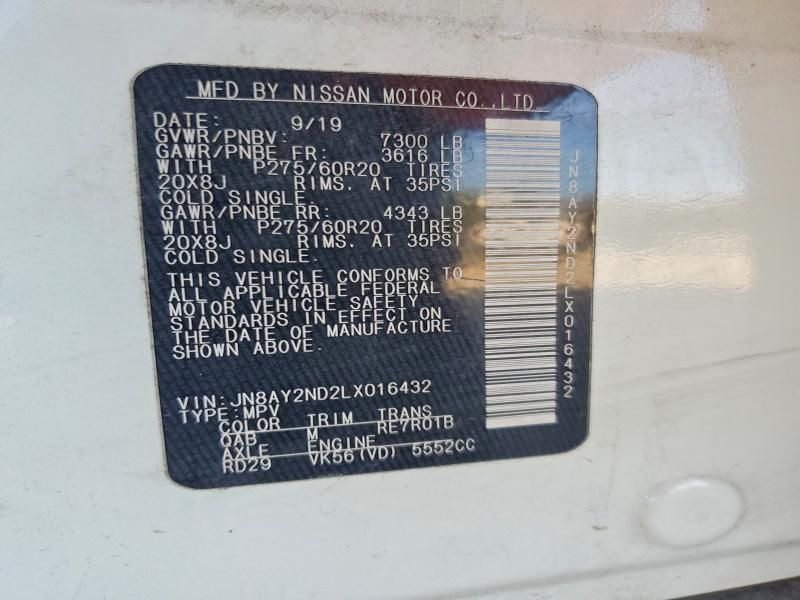 MFD BY NISSAN MOTOR CO.,LTD.
DATE: 9/19
GVWR/PNBV: 7300 LB
GAWR/PNBE FR: 3616 LB
WITH P275/60R20 TIRES
20X8J RIMS. AT 35PSI
COLD SINGLE.
GAWR/PNBE RR: 4343 LB
WITH P275/60R20 TIRES
20X8J RIMS. AT 35PSI
COLD SINGLE.
THIS VEHICLE CONFORMS TO
ALL APPLICABLE FEDERAL
MOTOR VEHICLE SAFETY
STANDARDS IN EFFECT ON
THE DATE OF MANUFACTURE
SHOWN ABOVE.
VIN: JN8AY2ND2LX016432
TYPE: MPV
COLOR TRIM TRANS
QAB M RE7R01B
AXLE ENGINE
RD29 VK56(VD) 5552CC
JN8AY2ND2LX016432